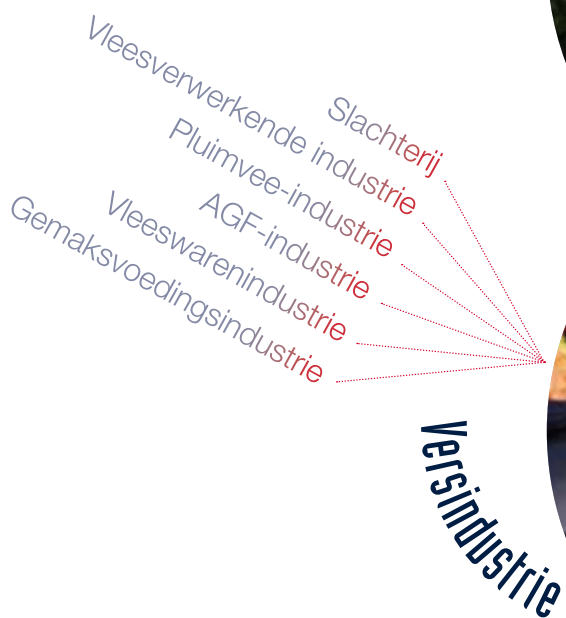 Slachterij
Vleesverwerkende industrie
Pluimvee-industrie
AGF-industrie
Vleeswarenindustrie
Gemaksvoedingsindustrie
Versindustrie